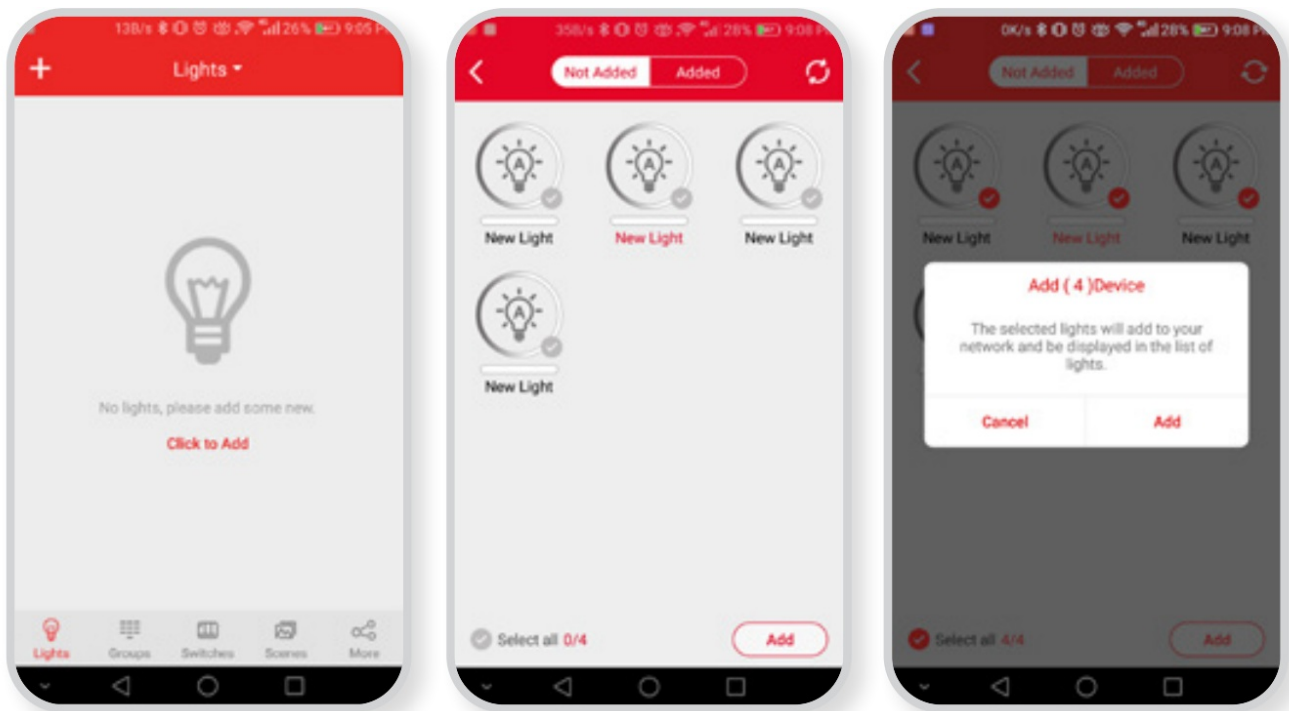 13B/s 26% 9:05 P
Lights
No lights, please add some new.
Click to Add
Lights Groups Switches Scenes More
35B/s 28% 9:08 P
Not Added Added
New Light New Light New Light
New Light
Select all 0/4 Add
0K/s 28% 9:08 P
Not Added Added
New Light New Light New Light
Add ( 4 )Device
The selected lights will add to your
network and be displayed in the list of
lights.
Cancel Add
Select all 4/4 Add